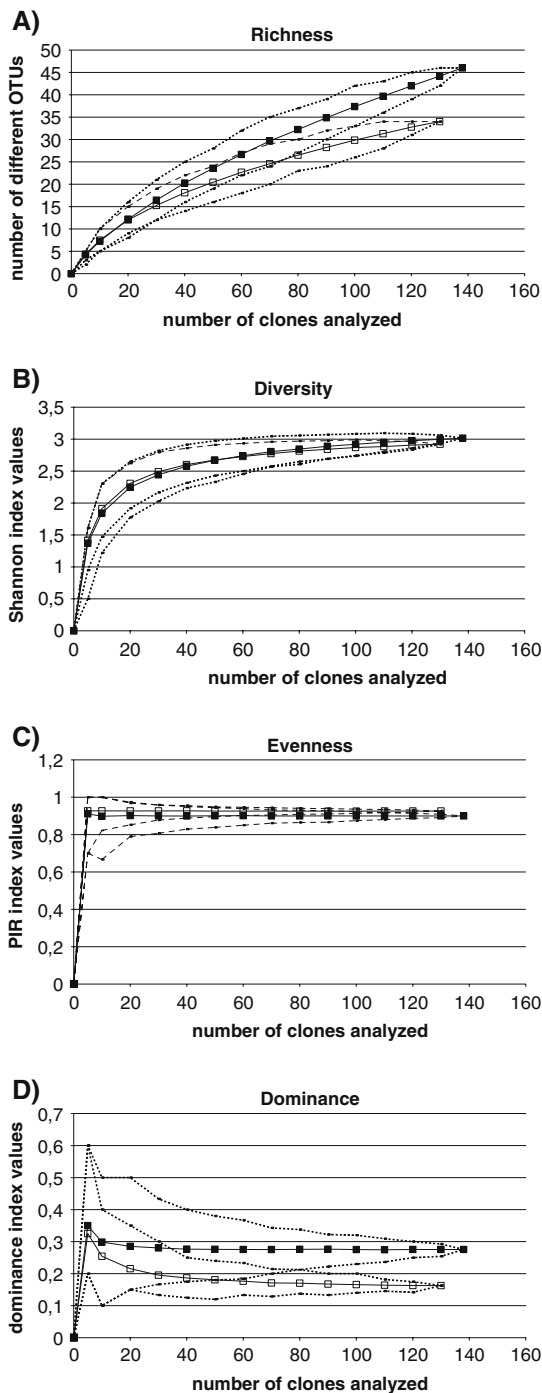 A)
Richness
number of different OTUs
50
45
40
35
30
25
20
15
10
5
0
0 20 40 60 80 100 120 140 160
number of clones analyzed
B)
Diversity
Shannon index values
3,5
3
2,5
2
1,5
1
0,5
0
0 20 40 60 80 100 120 140 160
number of clones analyzed
C)
Evenness
PIR index values
1,2
1
0,8
0,6
0,4
0,2
0
0 20 40 60 80 100 120 140 160
number of clones analyzed
D)
Dominance
dominance index values
0,7
0,6
0,5
0,4
0,3
0,2
0,1
0
0 20 40 60 80 100 120 140 160
number of clones analyzed